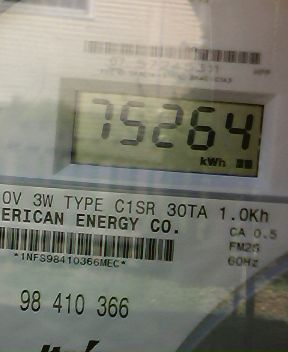 75264
kWh
0V 3W TYPE C1SR 30TA 1.0Kh
ERICAN ENERGY CO.
CA 0.5
FM2S
60Hz
*1NFS98410366MEC*
98 410 366